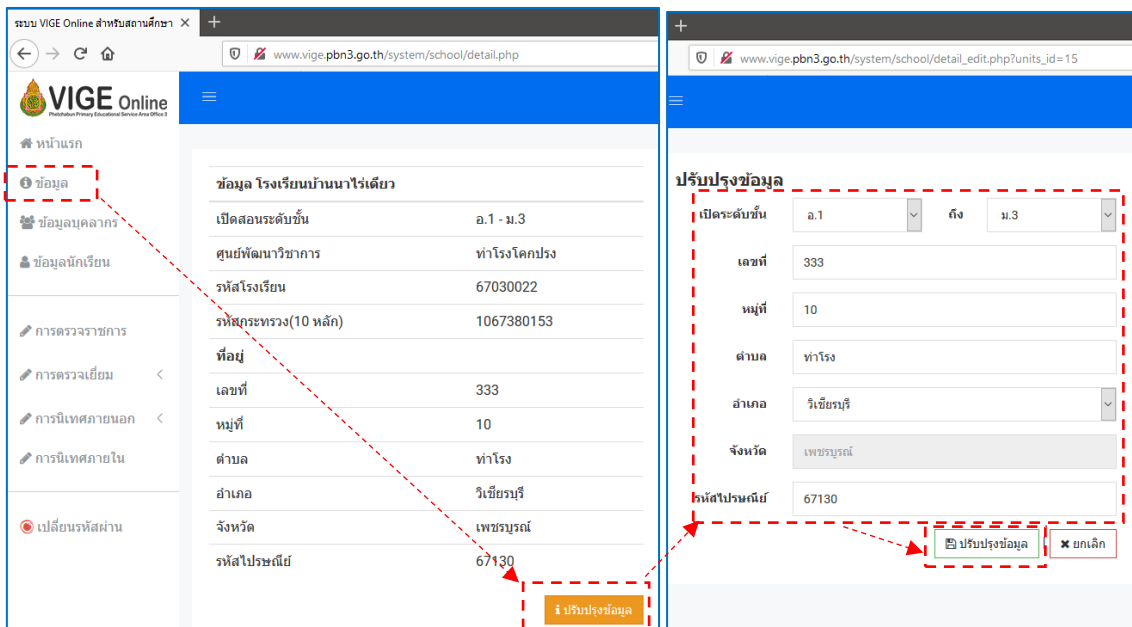 ระบบ VIGE Online สำหรับสถานศึกษา
www.vige.pbn3.go.th/system/school/detail.php
VIGE Online
Phetchabun Primary Educational Service Area Office 3
หน้าแรก
ข้อมูล
ข้อมูลบุคลากร
ข้อมูลนักเรียน
การตรวจราชการ
การตรวจเยี่ยม
การนิเทศภายนอก
การนิเทศภายใน
เปลี่ยนรหัสผ่าน
ข้อมูล โรงเรียนบ้านนาไร่เดียว
เปิดสอนระดับชั้น อ.1 - ม.3
ศูนย์พัฒนาวิชาการ ท่าโรงโคกปรง
รหัสโรงเรียน 67030022
รหัสกระทรวง(10 หลัก) 1067380153
ที่อยู่
เลขที่ 333
หมู่ที่ 10
ตำบล ท่าโรง
อำเภอ วิเชียรบุรี
จังหวัด เพชรบูรณ์
รหัสไปรษณีย์ 67130
ปรับปรุงข้อมูล
www.vige.pbn3.go.th/system/school/detail_edit.php?units_id=15
ปรับปรุงข้อมูล
เปิดระดับชั้น อ.1 ถึง ม.3
เลขที่ 333
หมู่ที่ 10
ตำบล ท่าโรง
อำเภอ วิเชียรบุรี
จังหวัด เพชรบูรณ์
รหัสไปรษณีย์ 67130
ปรับปรุงข้อมูล ยกเลิก